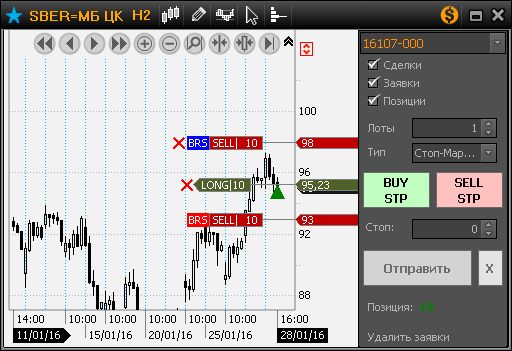 SBER=МБ ЦК H2
16107-000
Сделки
Заявки
Позиции
Лоты 1
Тип Стоп-Мар...
BUY STP
SELL STP
Стоп: 0
Отправить X
Позиция: 10
Удалить заявки
100
BRS SELL 10 98
96
LONG 10 95,23
BRS SELL 10 93
92
88
14:00 10:00 10:00 10:00 10:00 16:00
11/01/16 15/01/16 20/01/16 25/01/16 28/01/16